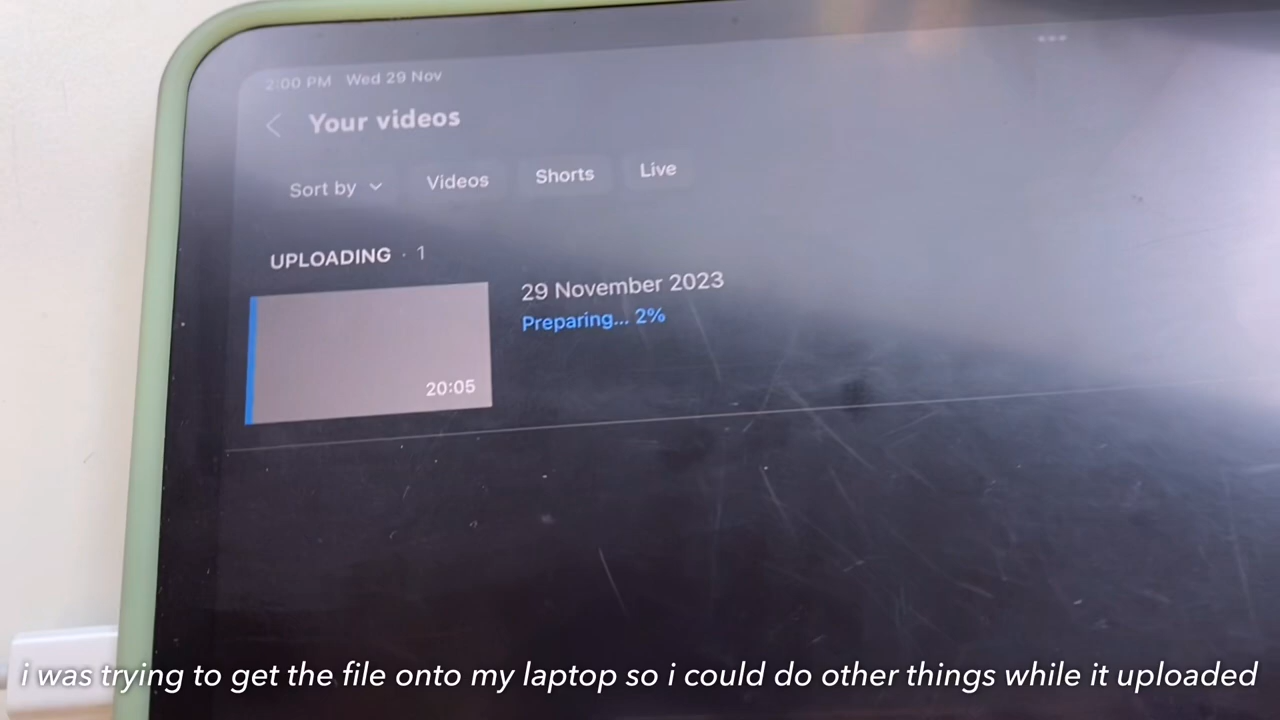 2:00 PM Wed 29 Nov
Your videos
Sort by Videos Shorts Live
UPLOADING · 1
29 November 2023
Preparing... 2%
20:05
i was trying to get the file onto my laptop so i could do other things while it uploaded